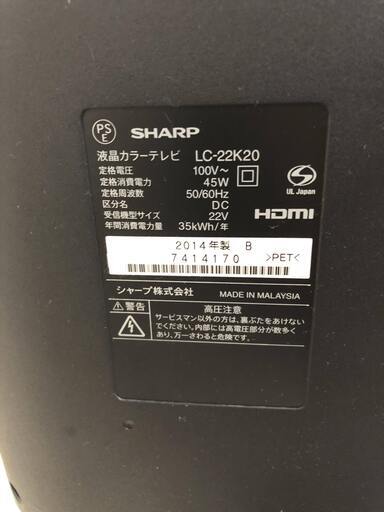 PS
E
SHARP
液晶カラーテレビ LC-22K20
定格電圧 100V～
定格消費電力 45W
定格周波数 50/60Hz
区分名 DC
受信機型サイズ 22V
年間消費電力量 35kWh/年
UL Japan
HDMI
2014年製 B
7414170
>PET<
シャープ株式会社 MADE IN MALAYSIA
⚠警告 高圧注意
サービスマン以外の方は、裏ぶたをあけない
でください。内部には高電圧部分が数多く
あり、万一さわると危険です。